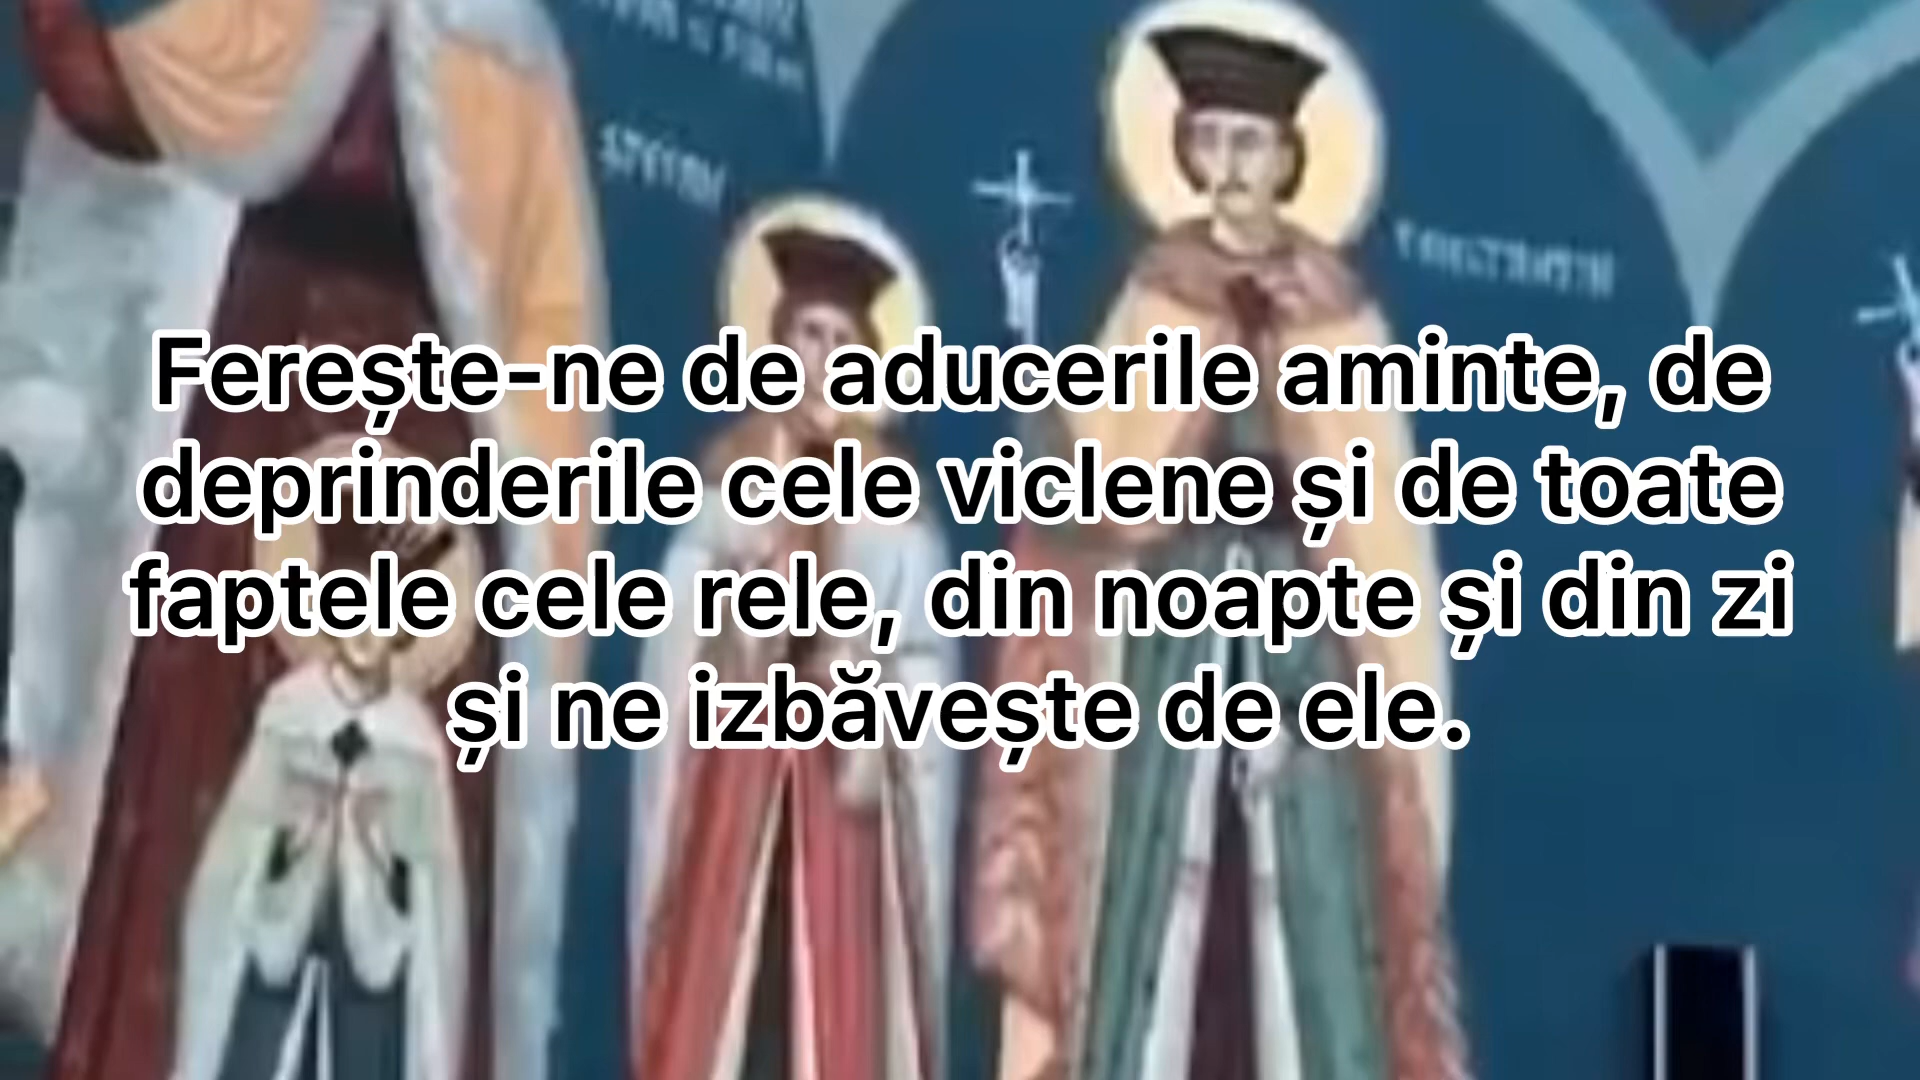 Ferește-ne de aducerile aminte, de
deprinderile cele viclene și de toate
faptele cele rele, din noapte și din zi
și ne izbăvește de ele.